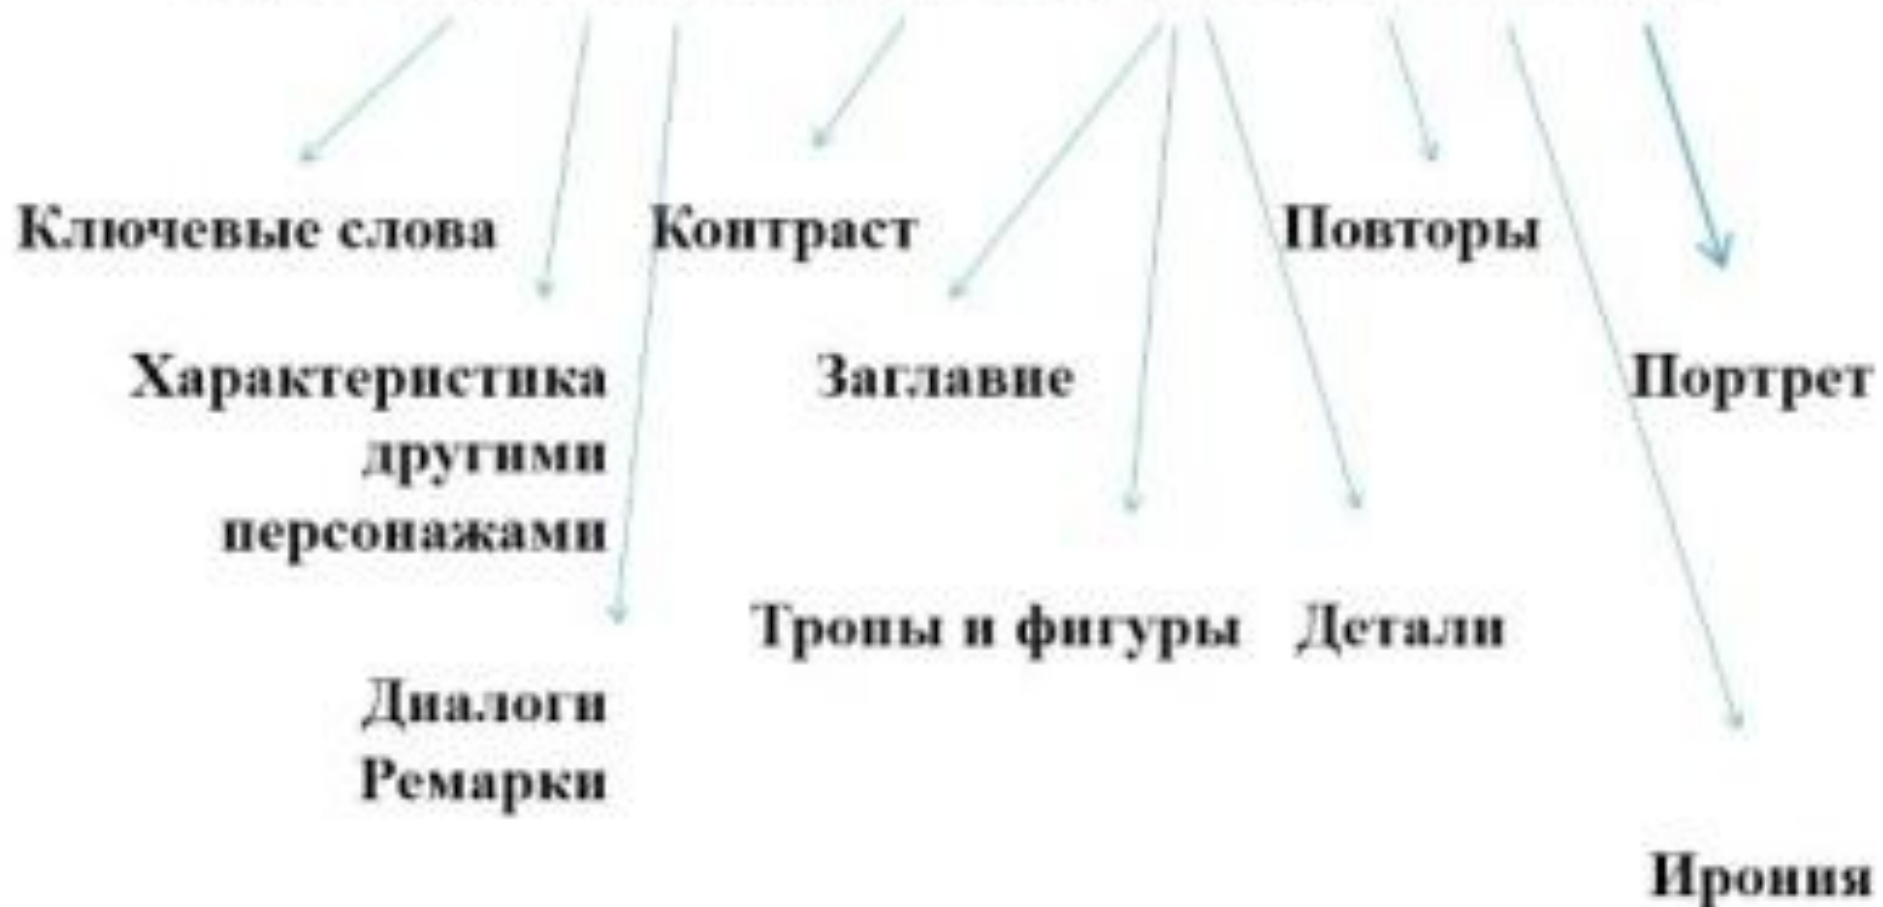 Ключевые слова
Контраст
Повторы
Характеристика
другими
персонажами
Заглавие
Портрет
Тропы и фигуры
Детали
Диалоги
Ремарки
Ирония